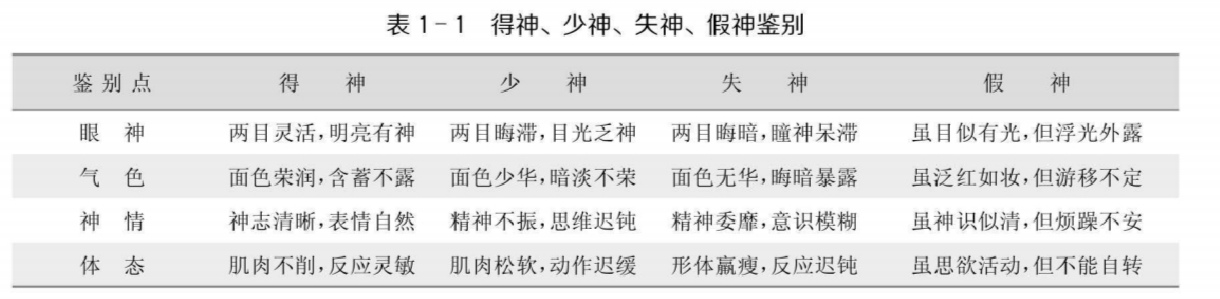 表 1-1 得神、少神、失神、假神鉴别
鉴别点 得神 少神 失神 假神
眼神 两目灵活,明亮有神 两目晦滞,目光乏神 两目晦暗,瞳神呆滞 虽目似有光,但浮光外露
气色 面色荣润,含蓄不露 面色少华,暗淡不荣 面色无华,晦暗暴露 虽泛红如妆,但游移不定
神情 神志清晰,表情自然 精神不振,思维迟钝 精神委靡,意识模糊 虽神识似清,但烦躁不安
体态 肌肉不削,反应灵敏 肌肉松软,动作迟缓 形体羸瘦,反应迟钝 虽思欲活动,但不能自转